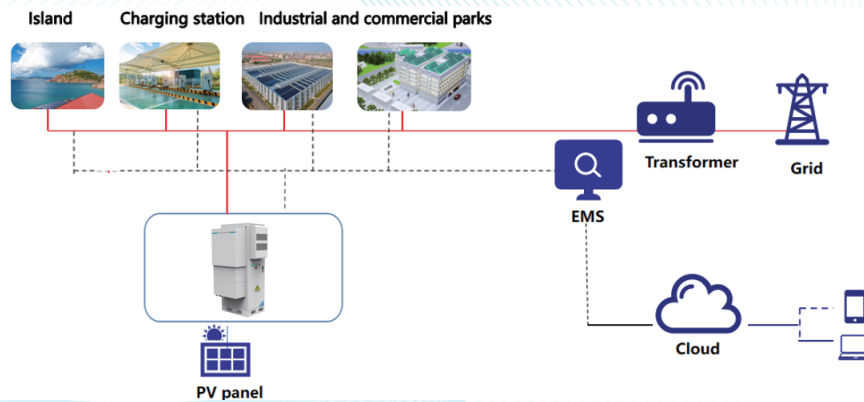 Island
Charging station
Industrial and commercial parks
Transformer
Grid
EMS
Cloud
PV panel